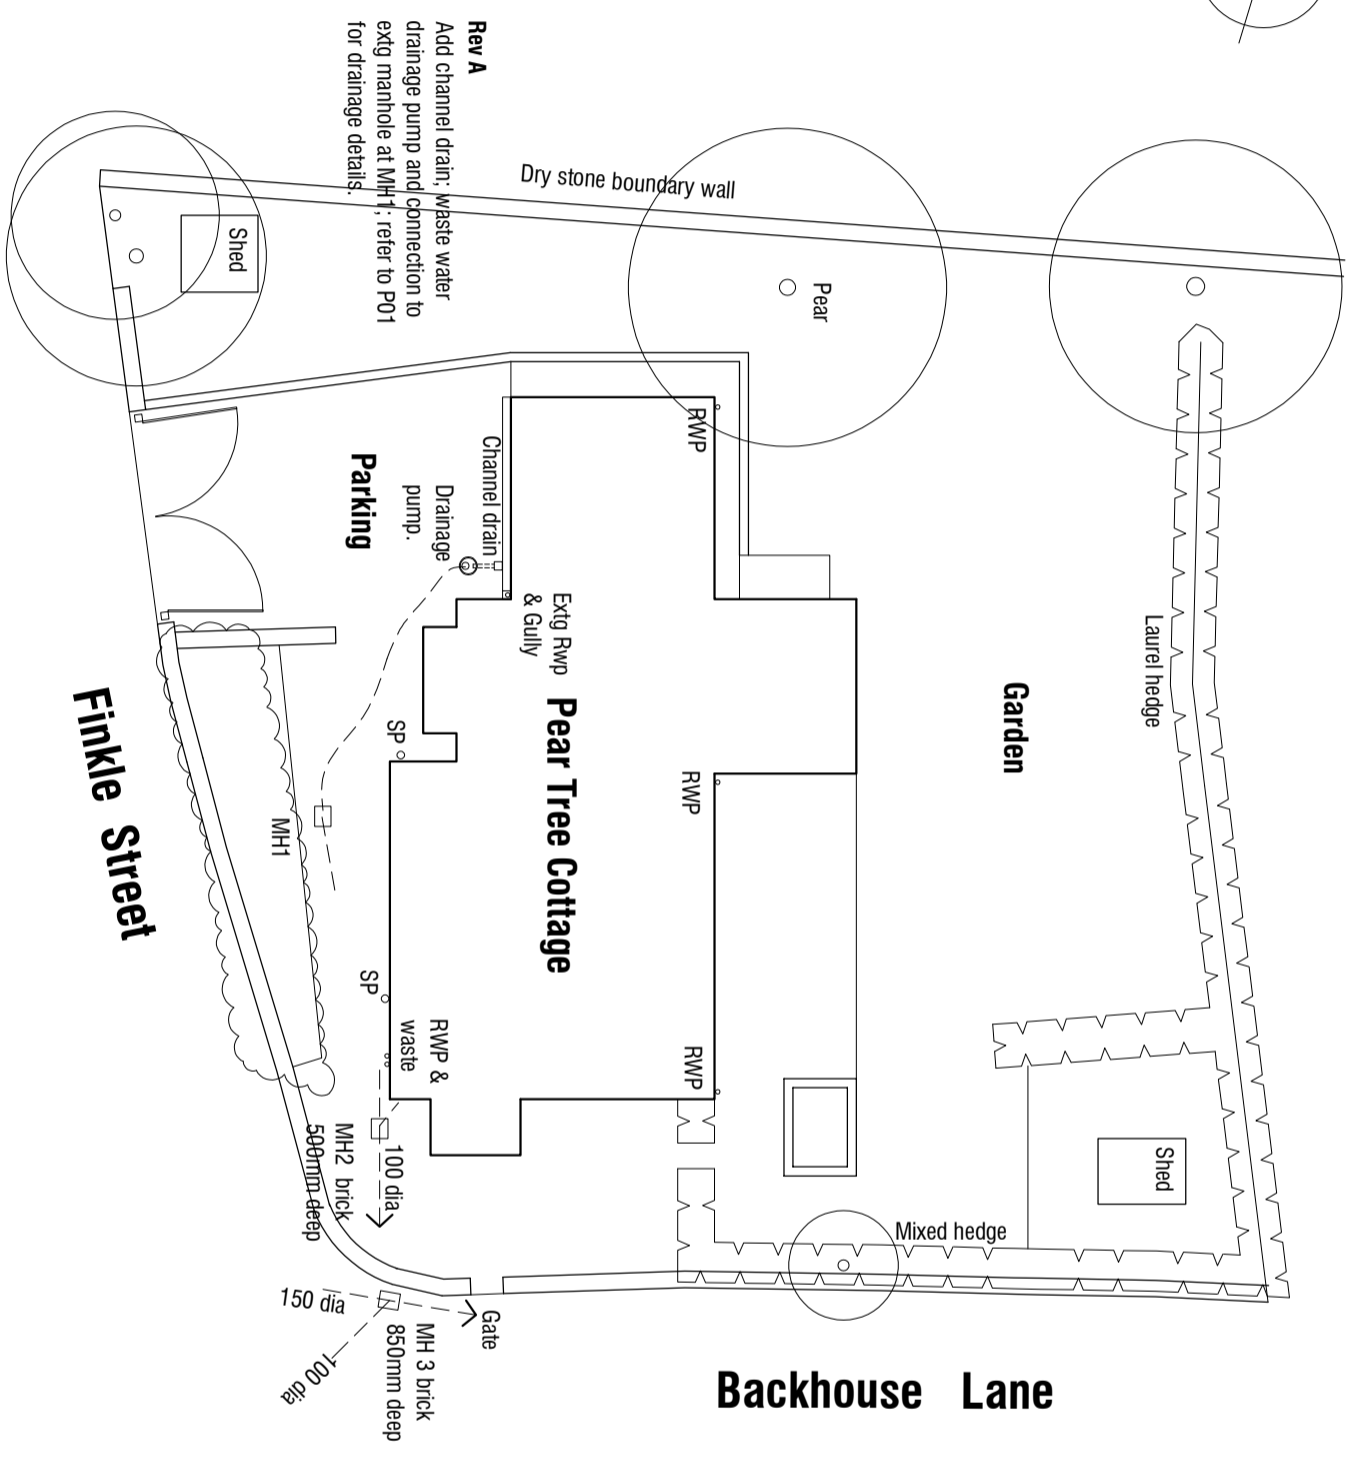 Rev A
Add channel drain; waste water
drainage pump and connection to
extg manhole at MH1; refer to P01
for drainage details.
Dry stone boundary wall
Shed
Pear
RWP
Channel drain
Drainage
pump.
Parking
Extg Rwp
& Gully
Pear Tree Cottage
Garden
Laurel hedge
SP
RWP
MH1
Finkle Street
SP
RWP &
waste
RWP
100 dia
MH2 brick
500mm deep
Shed
Mixed hedge
150 dia
100 dia
MH 3 brick
850mm deep
Gate
Backhouse Lane